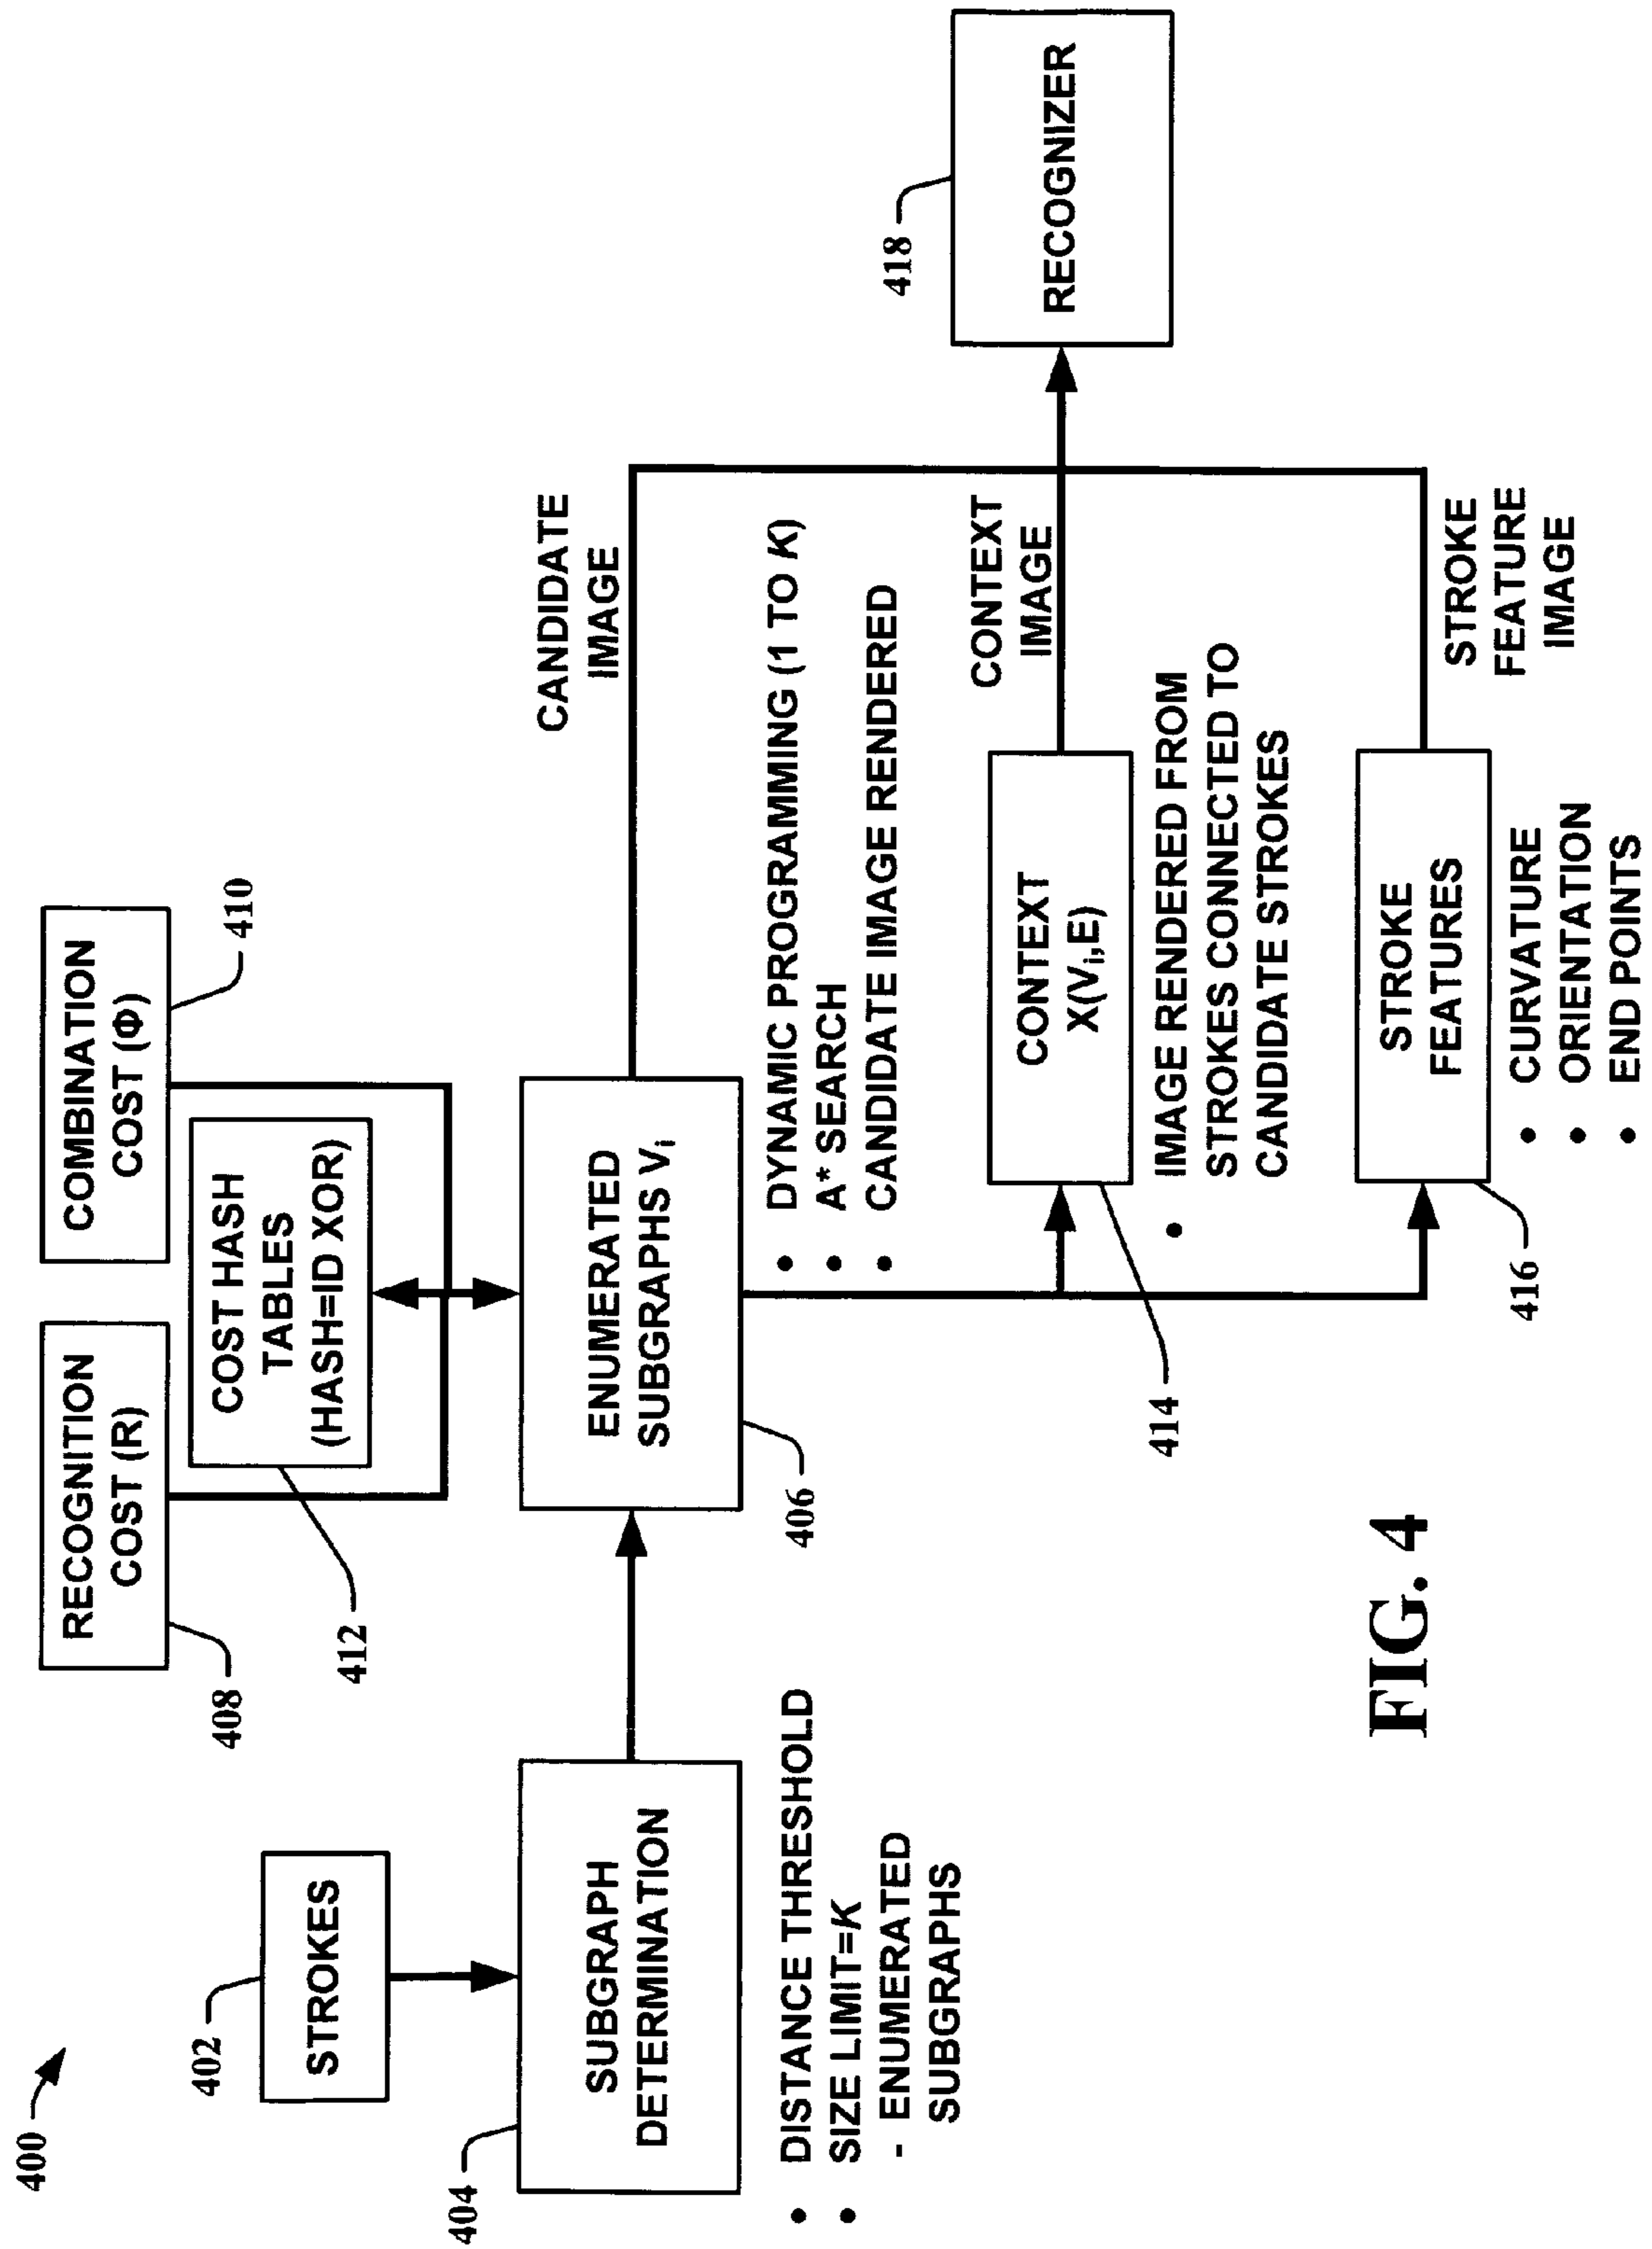 400
402
STROKES
404
SUBGRAPH
DETERMINATION
• DISTANCE THRESHOLD
• SIZE LIMIT=K
- ENUMERATED
SUBGRAPHS
408
RECOGNITION
COST (R)
COMBINATION
COST (Φ)
410
412
COST HASH
TABLES
(HASH=ID XOR)
ENUMERATED
SUBGRAPHS Vi
406
• DYNAMIC PROGRAMMING (1 TO K)
• A* SEARCH
• CANDIDATE IMAGE RENDERED
CANDIDATE
IMAGE
414
CONTEXT
X(Vi,E)
• IMAGE RENDERED FROM
STROKES CONNECTED TO
CANDIDATE STROKES
CONTEXT
IMAGE
416
STROKE
FEATURES
• CURVATURE
• ORIENTATION
• END POINTS
STROKE
FEATURE
IMAGE
418
RECOGNIZER
FIG. 4